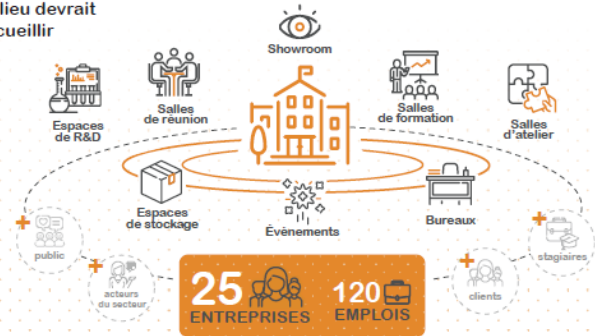 lieu devrait
cueillir
Showroom
Espaces
de R&D
Salles
de réunion
Salles
de formation
Salles
d'atelier
Espaces
de stockage
Évènements
Bureaux
+
public
+
acteurs
du secteur
25
ENTREPRISES
120
EMPLOIS
+
clients
+
stagiaires